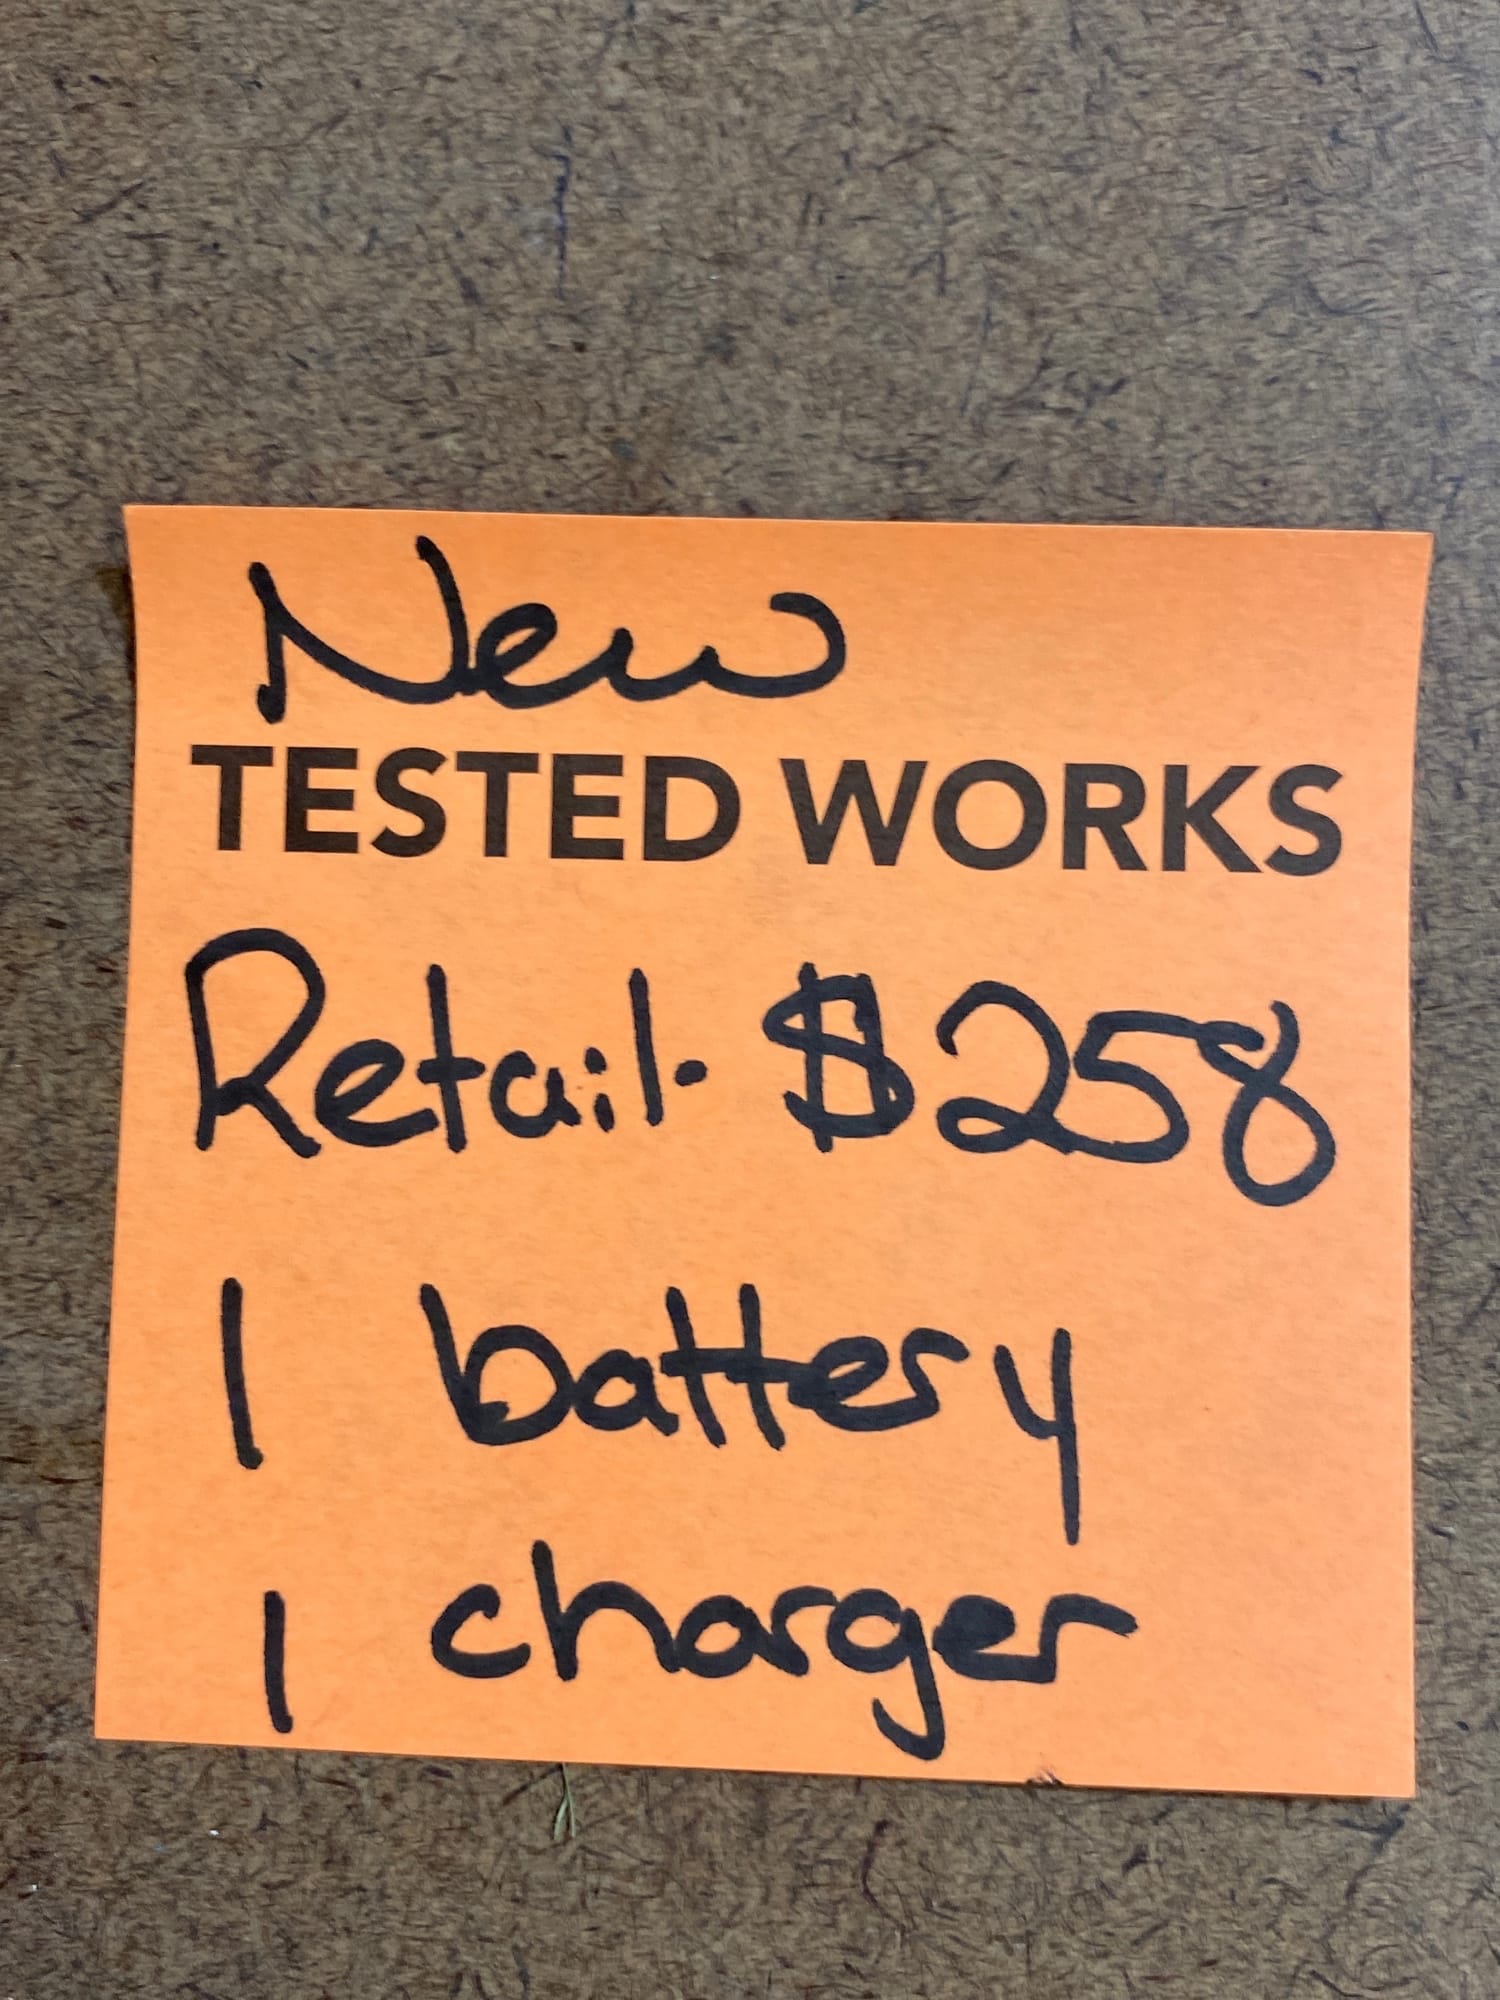 New
TESTED WORKS
Retail. $258
1 battery
1 charger